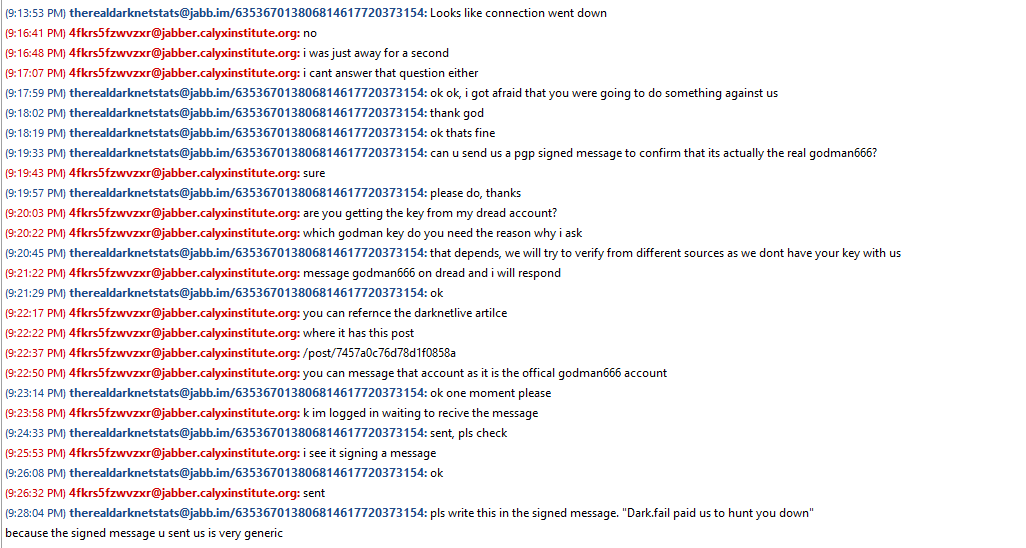 (9:13:53 PM) therealdarknetstats@jabb.im/63536701380681461772037​3154: Looks like connection went down
(9:16:41 PM) 4fkrs5fzwvzxr@jabber.calyxinstitute.org: no
(9:16:48 PM) 4fkrs5fzwvzxr@jabber.calyxinstitute.org: i was just away for a second
(9:17:07 PM) 4fkrs5fzwvzxr@jabber.calyxinstitute.org: i cant answer that question either
(9:17:59 PM) therealdarknetstats@jabb.im/635367013806814617720373154: ok ok, i got afraid that you were going to do something against us
(9:18:02 PM) therealdarknetstats@jabb.im/635367013806814617720373154: thank god
(9:18:19 PM) therealdarknetstats@jabb.im/635367013806814617720373154: ok thats fine
(9:19:33 PM) therealdarknetstats@jabb.im/635367013806814617720373154: can u send us a pgp signed message to confirm that its actually the real godman666?
(9:19:43 PM) 4fkrs5fzwvzxr@jabber.calyxinstitute.org: sure
(9:19:57 PM) therealdarknetstats@jabb.im/635367013806814617720373154: please do, thanks
(9:20:03 PM) 4fkrs5fzwvzxr@jabber.calyxinstitute.org: are you getting the key from my dread account?
(9:20:22 PM) 4fkrs5fzwvzxr@jabber.calyxinstitute.org: which godman key do you need the reason why i ask
(9:20:45 PM) therealdarknetstats@jabb.im/635367013806814617720373154: that depends, we will try to verify from different sources as we dont have your key with us
(9:21:22 PM) 4fkrs5fzwvzxr@jabber.calyxinstitute.org: message godman666 on dread and i will respond
(9:21:29 PM) therealdarknetstats@jabb.im/635367013806814617720373154: ok
(9:22:17 PM) 4fkrs5fzwvzxr@jabber.calyxinstitute.org: you can refernce the darknetlive artilce
(9:22:22 PM) 4fkrs5fzwvzxr@jabber.calyxinstitute.org: where it has this post
(9:22:37 PM) 4fkrs5fzwvzxr@jabber.calyxinstitute.org: /post/7457a0c76d78d1f0858a
(9:22:50 PM) 4fkrs5fzwvzxr@jabber.calyxinstitute.org: you can message that account as it is the offical godman666 account
(9:23:14 PM) therealdarknetstats@jabb.im/635367013806814617720373154: ok one moment please
(9:23:58 PM) 4fkrs5fzwvzxr@jabber.calyxinstitute.org: k im logged in waiting to recive the message
(9:24:33 PM) therealdarknetstats@jabb.im/635367013806814617720373154: sent, pls check
(9:25:53 PM) 4fkrs5fzwvzxr@jabber.calyxinstitute.org: i see it signing a message
(9:26:08 PM) therealdarknetstats@jabb.im/635367013806814617720373154: ok
(9:26:32 PM) 4fkrs5fzwvzxr@jabber.calyxinstitute.org: sent
(9:28:04 PM) therealdarknetstats@jabb.im/635367013806814617720373154: pls write this in the signed message. "Dark.fail paid us to hunt you down"
because the signed message u sent us is very generic